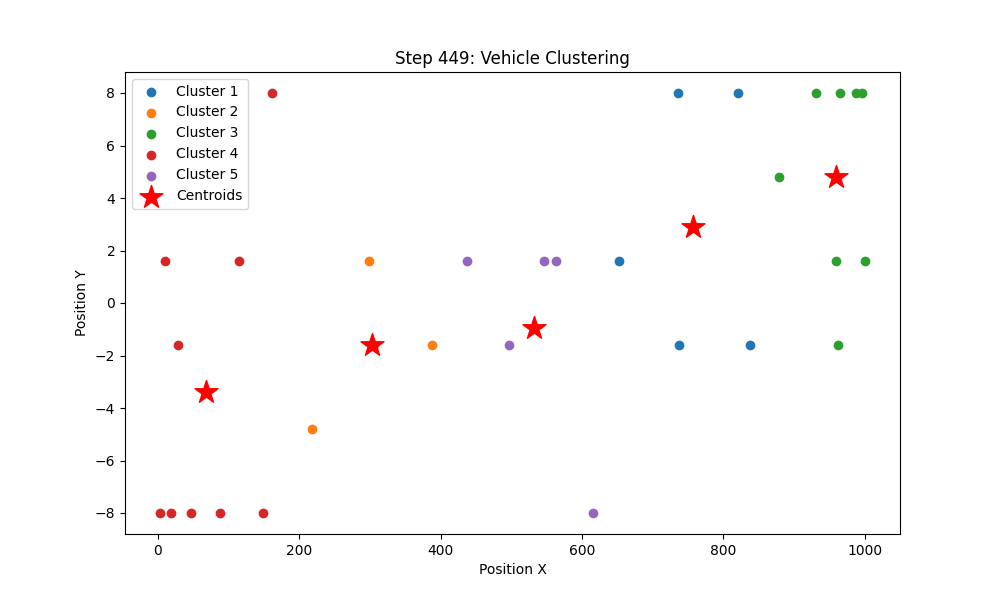 Step 449: Vehicle Clustering
Cluster 1
Cluster 2
Cluster 3
Cluster 4
Cluster 5
Centroids
Position Y
8
6
4
2
0
−2
−4
−6
−8
0 200 400 600 800 1000
Position X